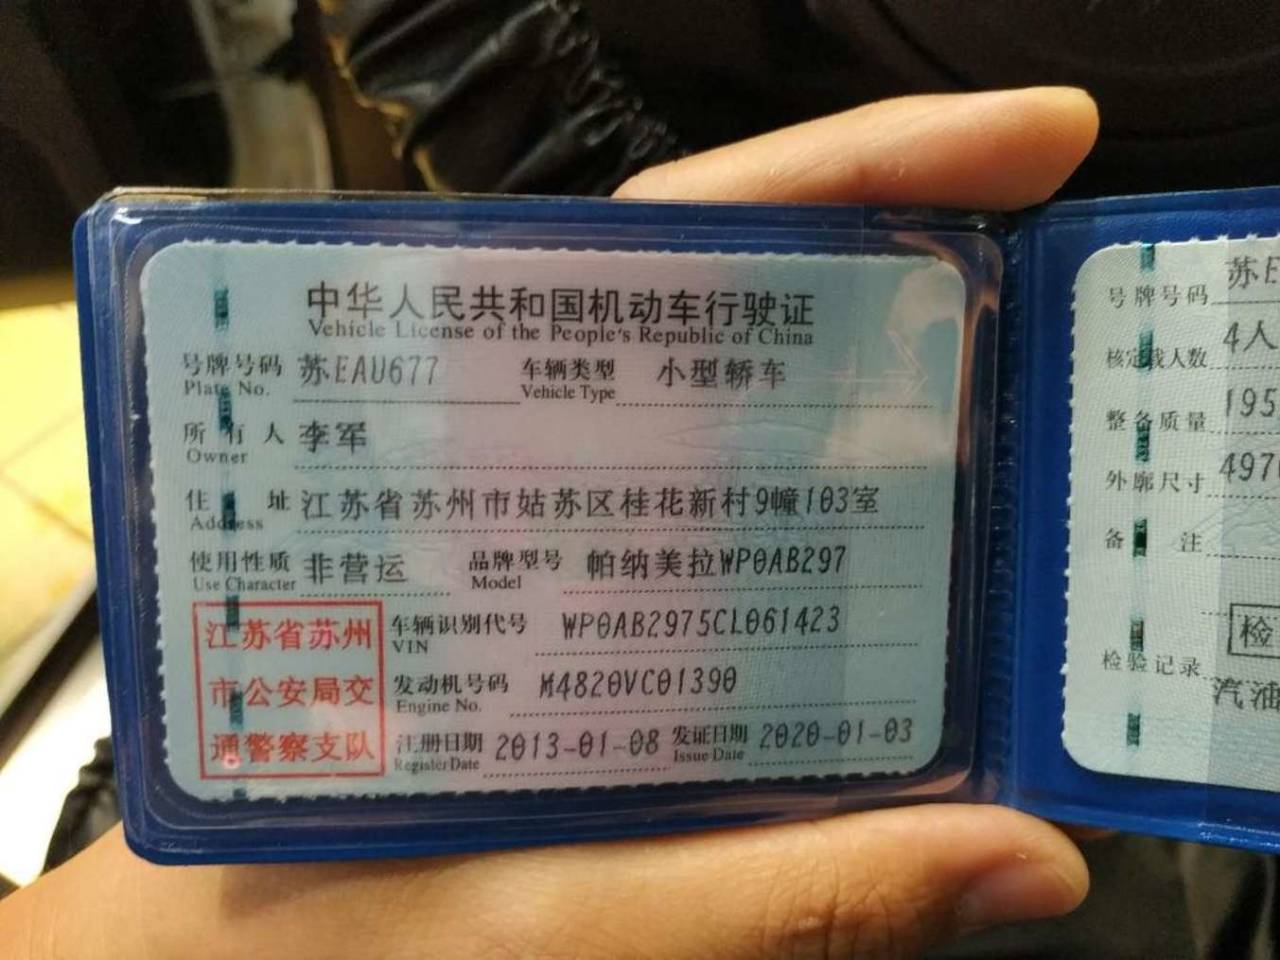 中华人民共和国机动车行驶证
Vehicle License of the People's Republic of China
号牌号码 苏EAU677 车辆类型 小型轿车
Plate No. Vehicle Type
所有人 李军
Owner
住址 江苏省苏州市姑苏区桂花新村9幢103室
Address
使用性质 非营运 品牌型号 帕纳美拉WP0AB297
Use Character Model
江苏省苏州
市公安局交
通警察支队
车辆识别代号 WP0AB2975CL061423
VIN
发动机号码 M4820VC01390
Engine No.
注册日期 2013-01-08 发证日期 2020-01-03
Register Date Issue Date
号牌号码 苏E
核定载人数 4人
整备质量 195
外廓尺寸 497
备注
检
检验记录
汽油